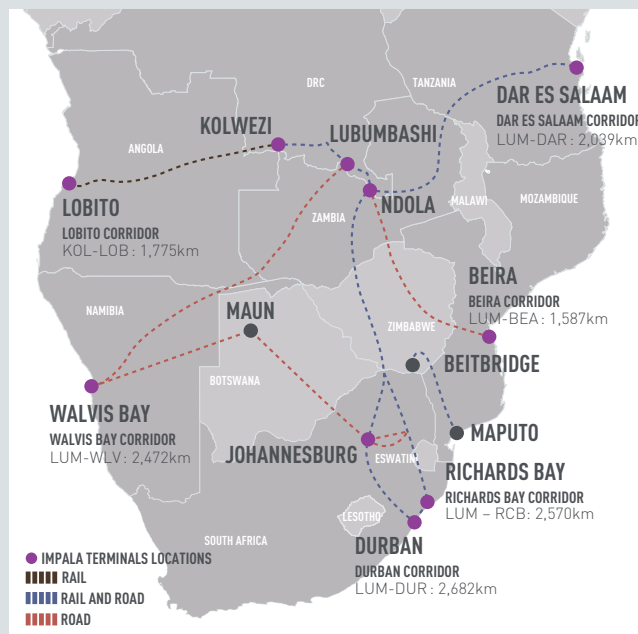 DRC
TANZANIA
DAR ES SALAAM
DAR ES SALAAM CORRIDOR
LUM-DAR : 2,039km
KOLWEZI
LUBUMBASHI
ANGOLA
NDOLA
LOBITO
LOBITO CORRIDOR
KOL-LOB : 1,775km
ZAMBIA
MALAWI
MOZAMBIQUE
BEIRA
BEIRA CORRIDOR
LUM-BEA : 1,587km
NAMIBIA
MAUN
ZIMBABWE
BEITBRIDGE
BOTSWANA
WALVIS BAY
WALVIS BAY CORRIDOR
LUM-WLV : 2,472km
MAPUTO
JOHANNESBURG
ESWATINI
RICHARDS BAY
RICHARDS BAY CORRIDOR
LUM – RCB: 2,570km
LESOTHO
SOUTH AFRICA
DURBAN
DURBAN CORRIDOR
LUM-DUR : 2,682km
IMPALA TERMINALS LOCATIONS
RAIL
RAIL AND ROAD
ROAD